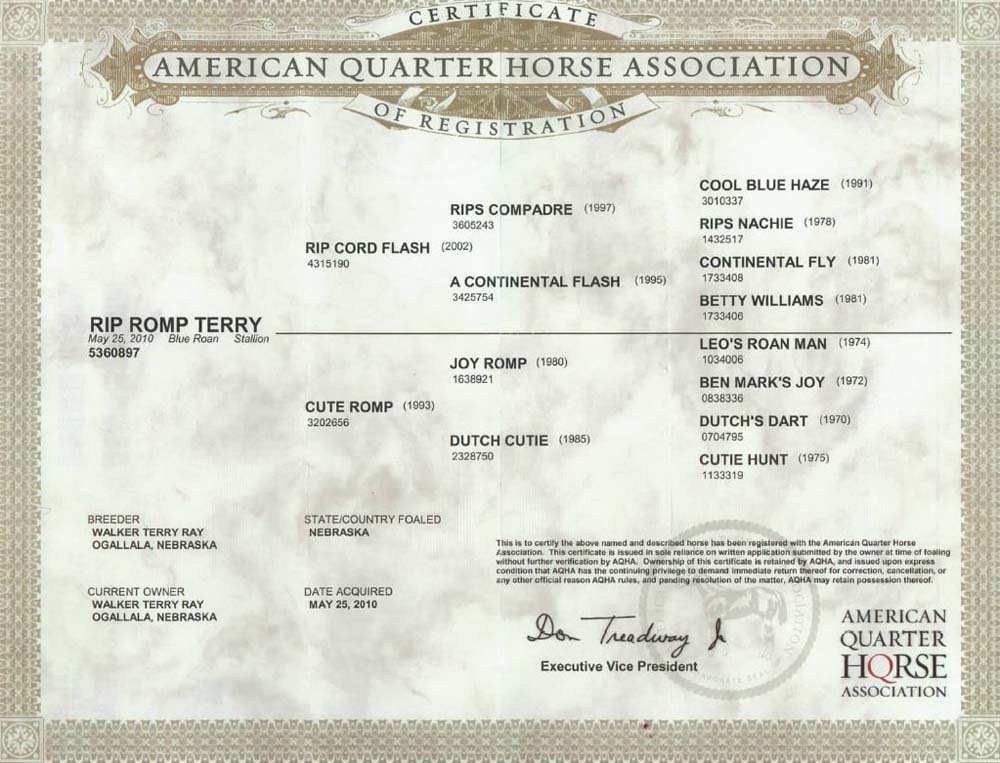 CERTIFICATE
AMERICAN QUARTER HORSE ASSOCIATION
OF REGISTRATION
COOL BLUE HAZE (1991)
3010337
RIPS COMPADRE (1997)
3605243
RIPS NACHIE (1978)
1432517
RIP CORD FLASH (2002)
4315190
CONTINENTAL FLY (1981)
1733408
A CONTINENTAL FLASH (1995)
3425754
BETTY WILLIAMS (1981)
1733406
RIP ROMP TERRY
May 25, 2010 Blue Roan Stallion
5360897
LEO'S ROAN MAN (1974)
1034006
JOY ROMP (1980)
1638921
BEN MARK'S JOY (1972)
0838336
CUTE ROMP (1993)
3202656
DUTCH'S DART (1970)
0704795
DUTCH CUTIE (1985)
2328750
CUTIE HUNT (1975)
1133319
BREEDER
WALKER TERRY RAY
OGALLALA, NEBRASKA
STATE/COUNTRY FOALED
NEBRASKA
CURRENT OWNER
WALKER TERRY RAY
OGALLALA, NEBRASKA
DATE ACQUIRED
MAY 25, 2010
This is to certify the above named and described horse has been registered with the American Quarter Horse
Association. This certificate is issued in sole reliance on written application submitted by the owner at time of foaling
without further verification by AQHA. Ownership of this certificate is retained by AQHA, and issued upon express
condition that AQHA has the continuing privilege to demand immediate return thereof for correction, cancellation, or
any other official reason AQHA rules, and pending resolution of the matter, AQHA may retain possession thereof.
Don Treadway Jr
Executive Vice President
AMERICAN
QUARTER
HORSE
ASSOCIATION